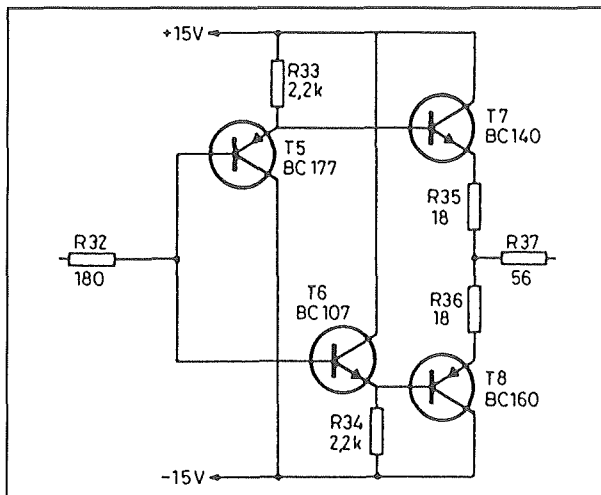 +15V
R33
2,2k
T5
BC177
T7
BC140
R35
18
R32
180
R37
56
T6
BC107
R36
18
R34
2,2k
T8
BC160
-15V